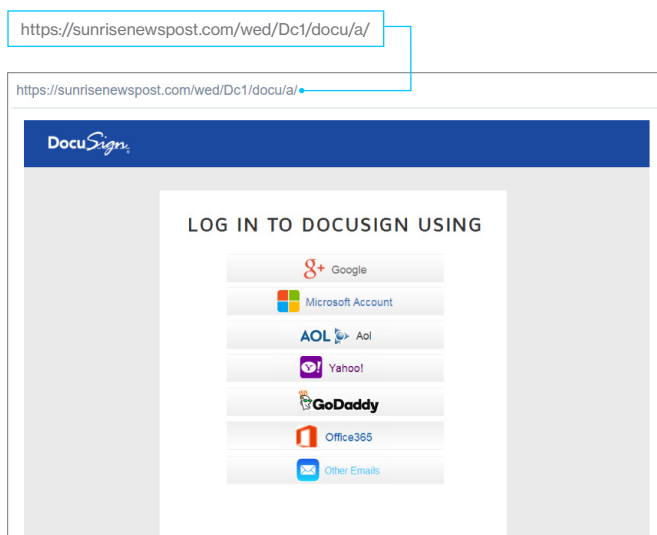 https://sunrisenewspost.com/wed/Dc1/docu/a/
https://sunrisenewspost.com/wed/Dc1/docu/a/
DocuSign
LOG IN TO DOCUSIGN USING
g+ Google
Microsoft Account
AOL Aol
Y! Yahoo!
GoDaddy
Office365
Other Emails